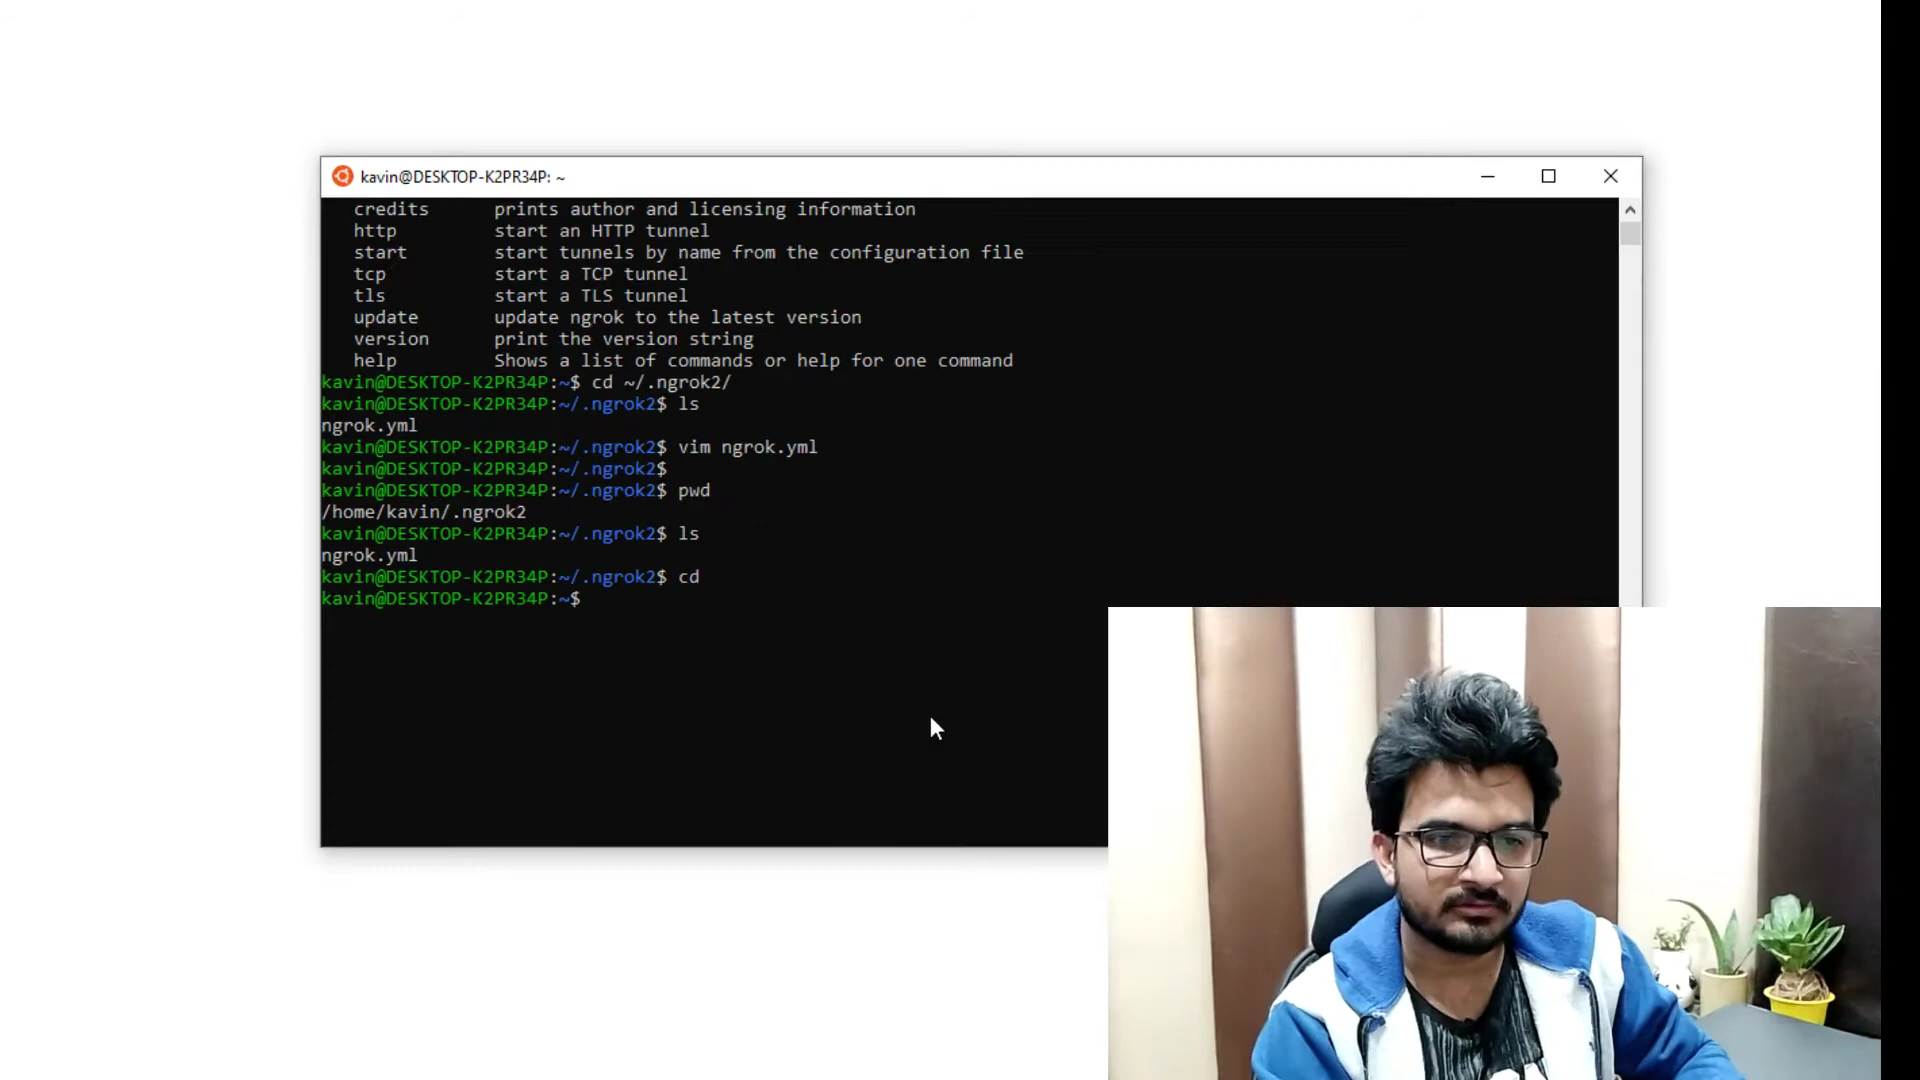 kavin@DESKTOP-K2PR34P: ~
credits prints author and licensing information
http start an HTTP tunnel
start start tunnels by name from the configuration file
tcp start a TCP tunnel
tls start a TLS tunnel
update update ngrok to the latest version
version print the version string
help Shows a list of commands or help for one command
kavin@DESKTOP-K2PR34P:~$ cd ~/.ngrok2/
kavin@DESKTOP-K2PR34P:~/.ngrok2$ ls
ngrok.yml
kavin@DESKTOP-K2PR34P:~/.ngrok2$ vim ngrok.yml
kavin@DESKTOP-K2PR34P:~/.ngrok2$
kavin@DESKTOP-K2PR34P:~/.ngrok2$ pwd
/home/kavin/.ngrok2
kavin@DESKTOP-K2PR34P:~/.ngrok2$ ls
ngrok.yml
kavin@DESKTOP-K2PR34P:~/.ngrok2$ cd
kavin@DESKTOP-K2PR34P:~$